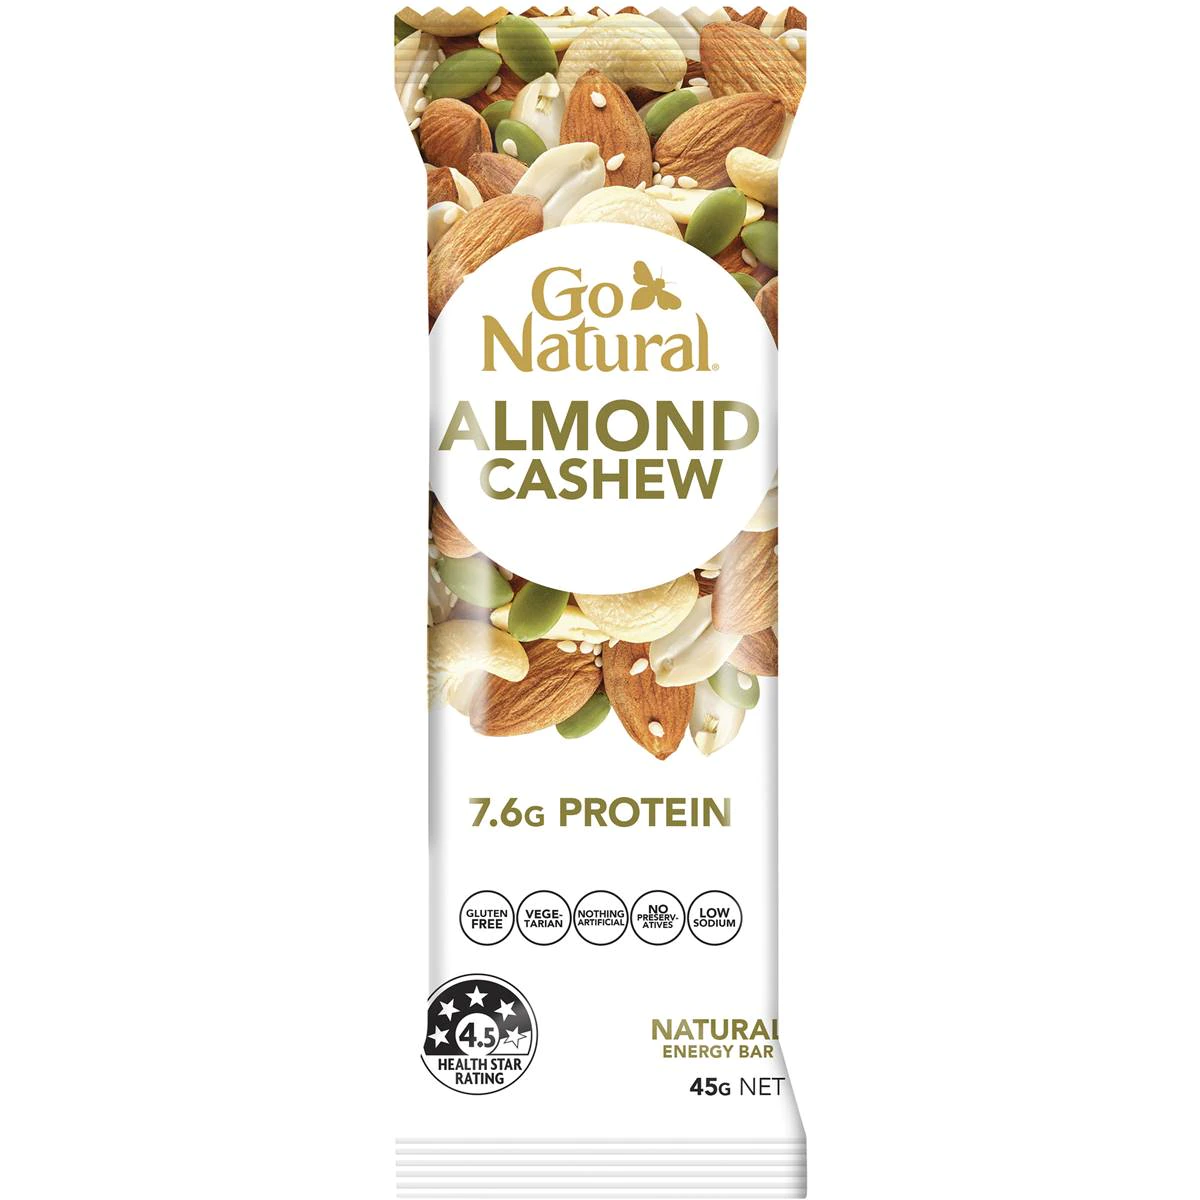 Go
Natural®
ALMOND
CASHEW
7.6G PROTEIN
GLUTEN
FREE
VEGE-
TARIAN
NOTHING
ARTIFICIAL
NO
PRESERV-
ATIVES
LOW
SODIUM
4.5
HEALTH STAR
RATING
NATURAL
ENERGY BAR
45G NET